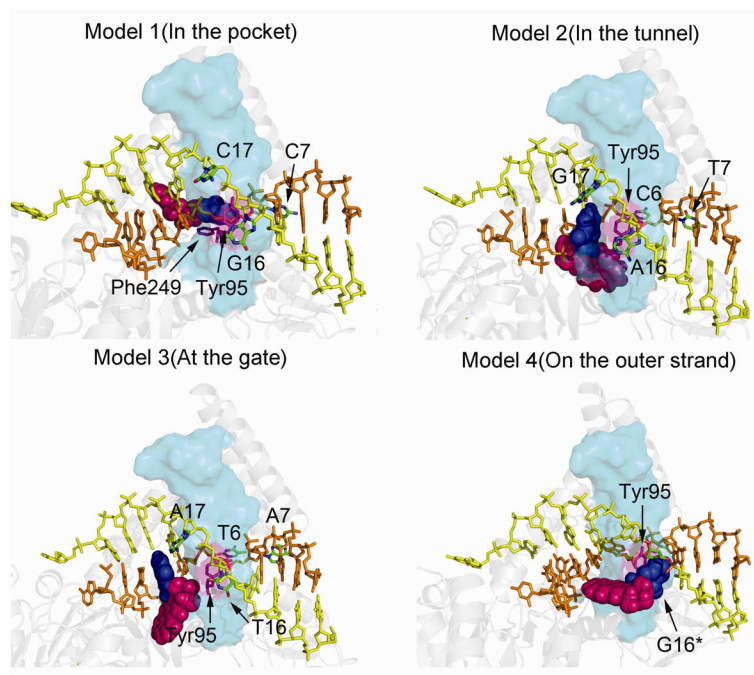 Model 1(In the pocket)
C17
C7
G16
Phe249
Tyr95
Model 2(In the tunnel)
Tyr95
T7
G17
C6
A16
Model 3(At the gate)
A17
T6
A7
Tyr95
T16
Model 4(On the outer strand)
Tyr95
G16*